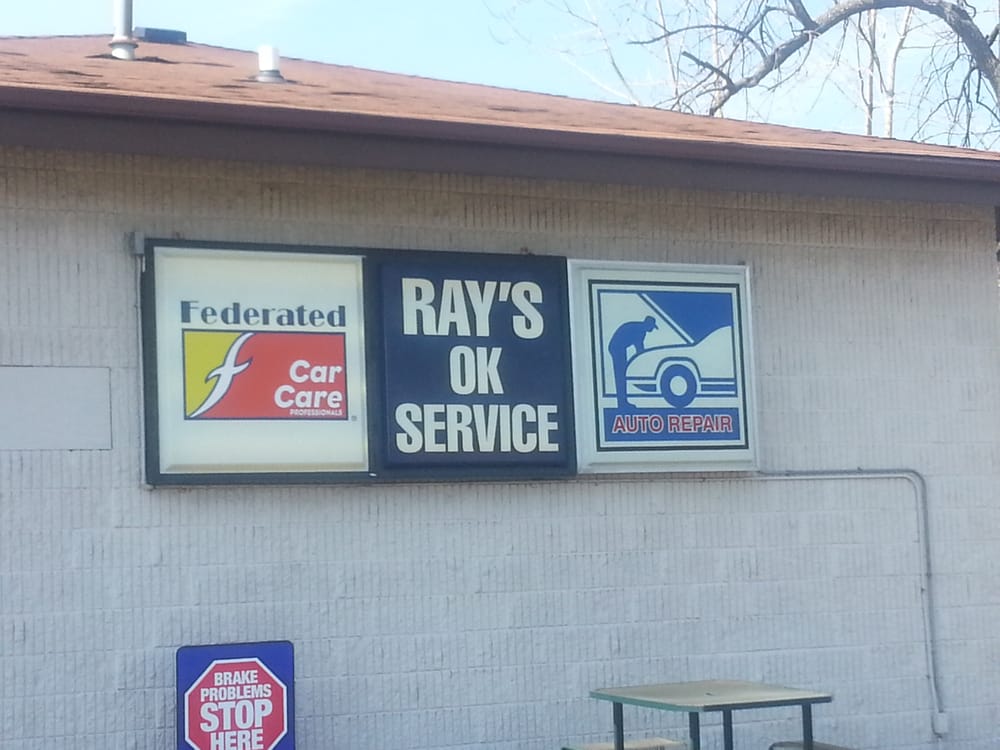 Federated
Car
Care
PROFESSIONALS
RAY'S
OK
SERVICE
AUTO REPAIR
BRAKE
PROBLEMS
STOP
HERE